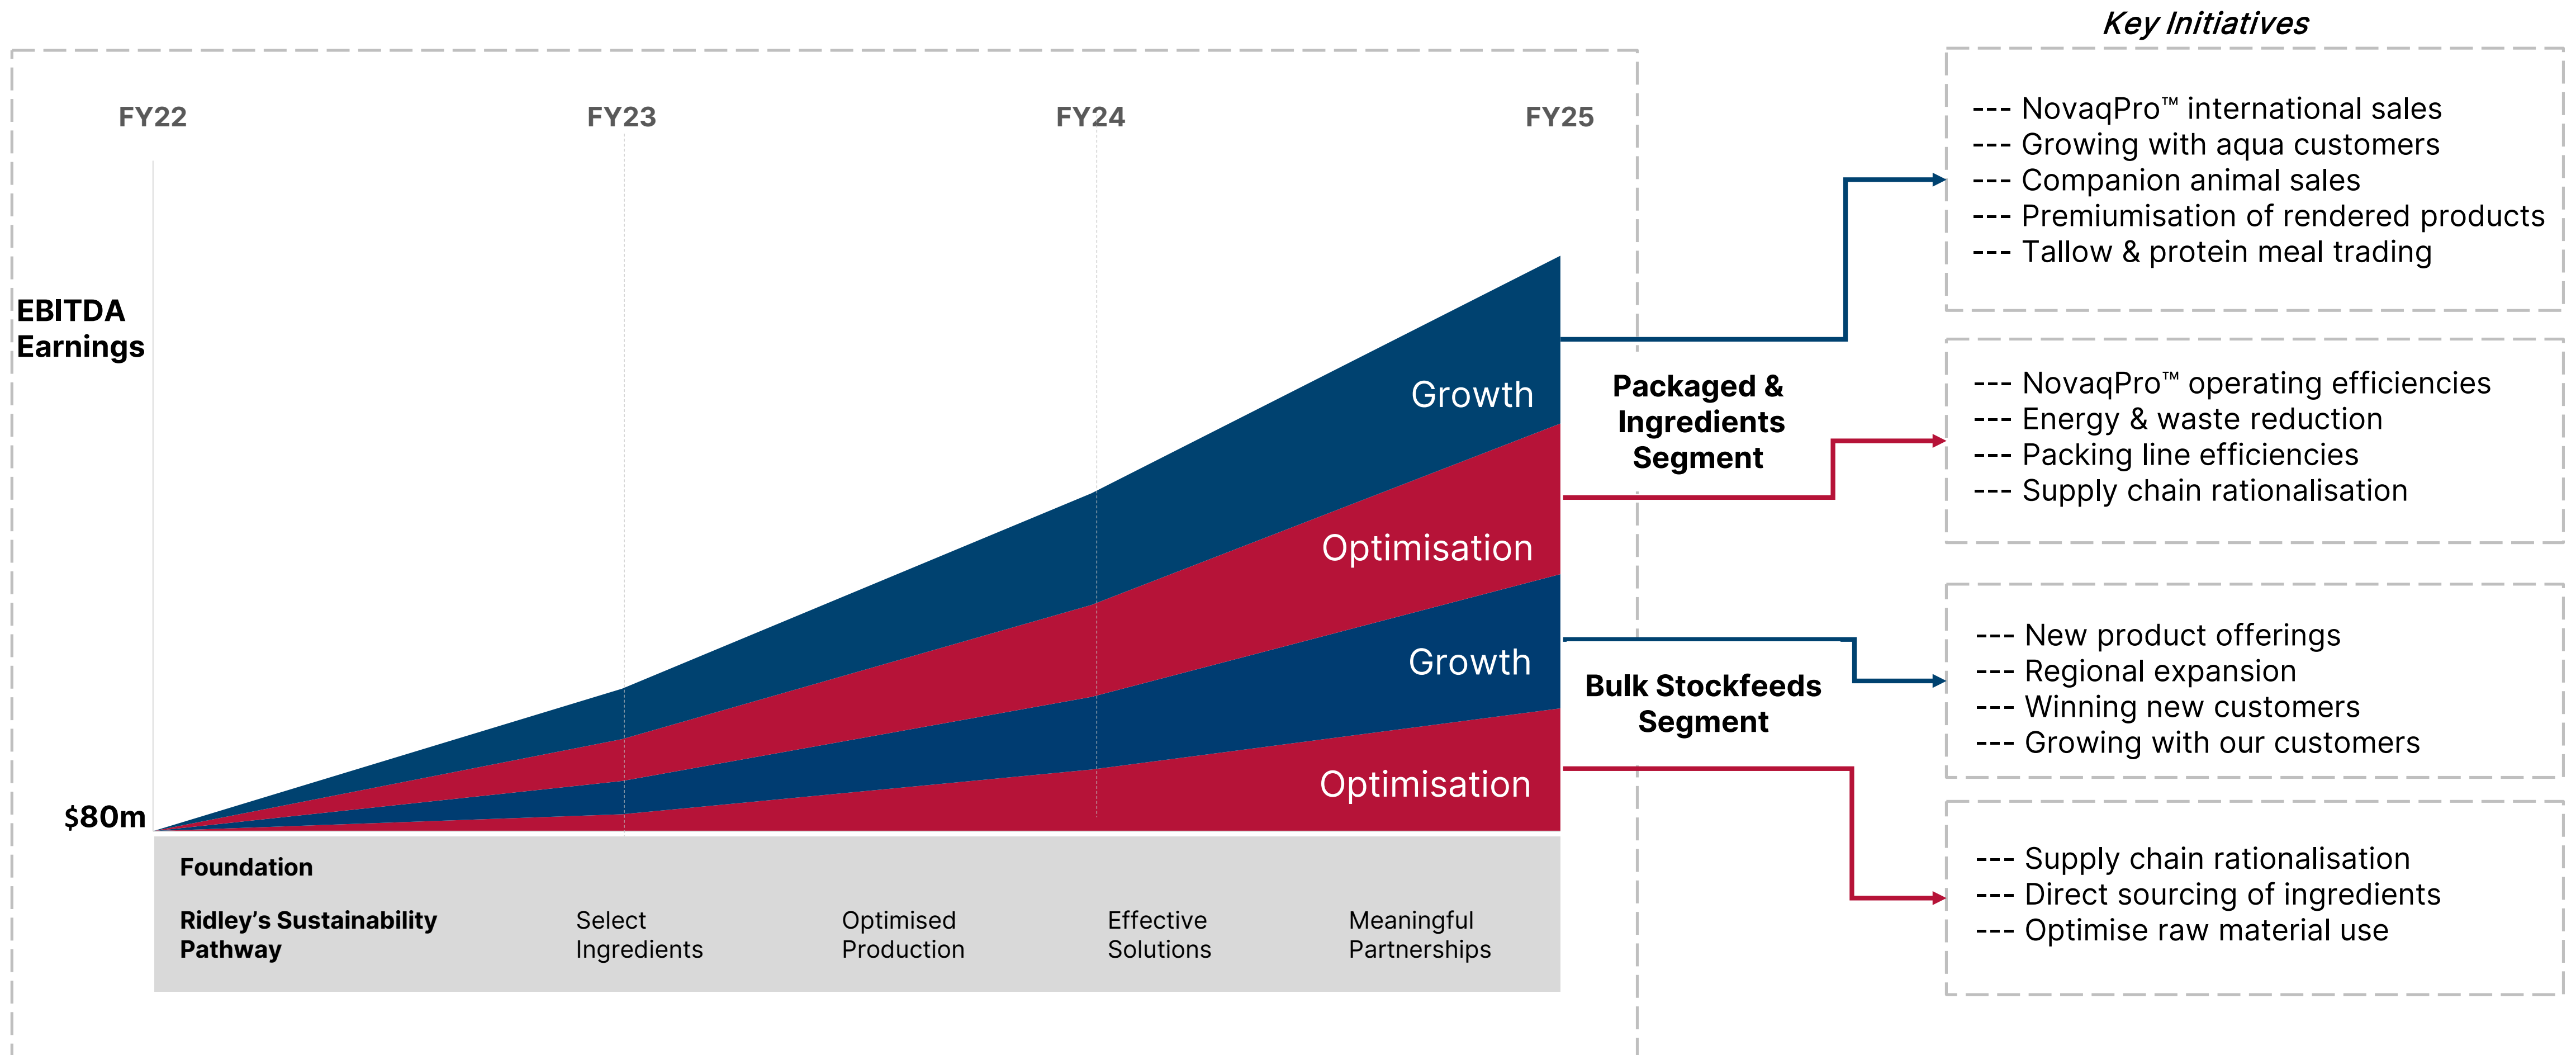 Key Initiatives
FY22
FY23
FY24
FY25
EBITDA
Earnings
$80m
Growth
Optimisation
Growth
Optimisation
Packaged &
Ingredients
Segment
Bulk Stockfeeds
Segment
--- NovaqPro™ international sales
--- Growing with aqua customers
--- Companion animal sales
--- Premiumisation of rendered products
--- Tallow & protein meal trading
--- NovaqPro™ operating efficiencies
--- Energy & waste reduction
--- Packing line efficiencies
--- Supply chain rationalisation
--- New product offerings
--- Regional expansion
--- Winning new customers
--- Growing with our customers
--- Supply chain rationalisation
--- Direct sourcing of ingredients
--- Optimise raw material use
Foundation
Ridley’s Sustainability
Pathway
Select
Ingredients
Optimised
Production
Effective
Solutions
Meaningful
Partnerships